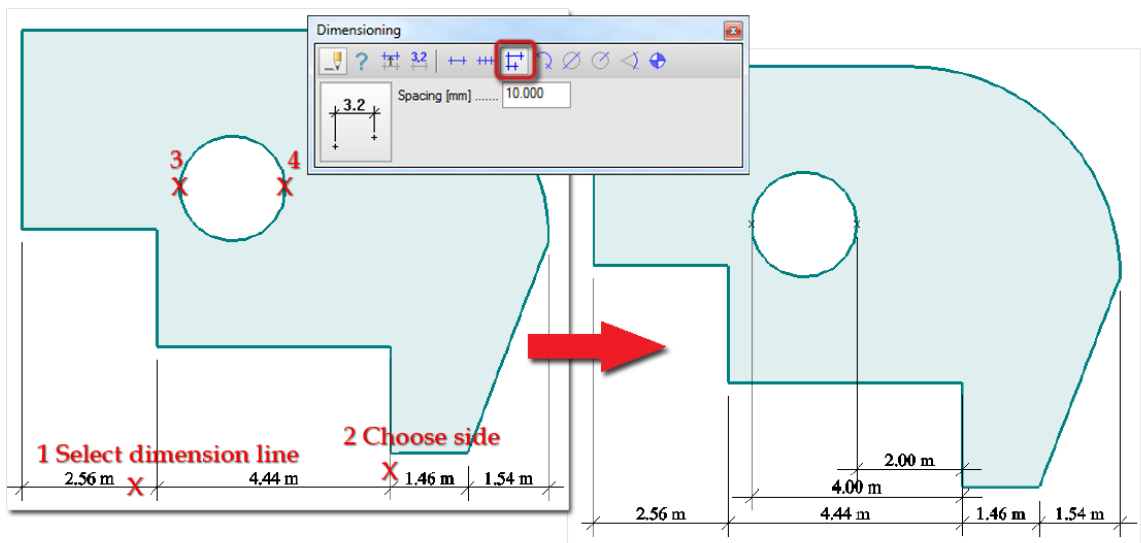 Dimensioning
? 3.2
Spacing [mm] ....... 10.000
3.2
3 4
X X
2 Choose side
1 Select dimension line
X
2.56 m X 4.44 m 1.46 m 1.54 m
2.00 m
4.00 m
2.56 m 4.44 m 1.46 m 1.54 m